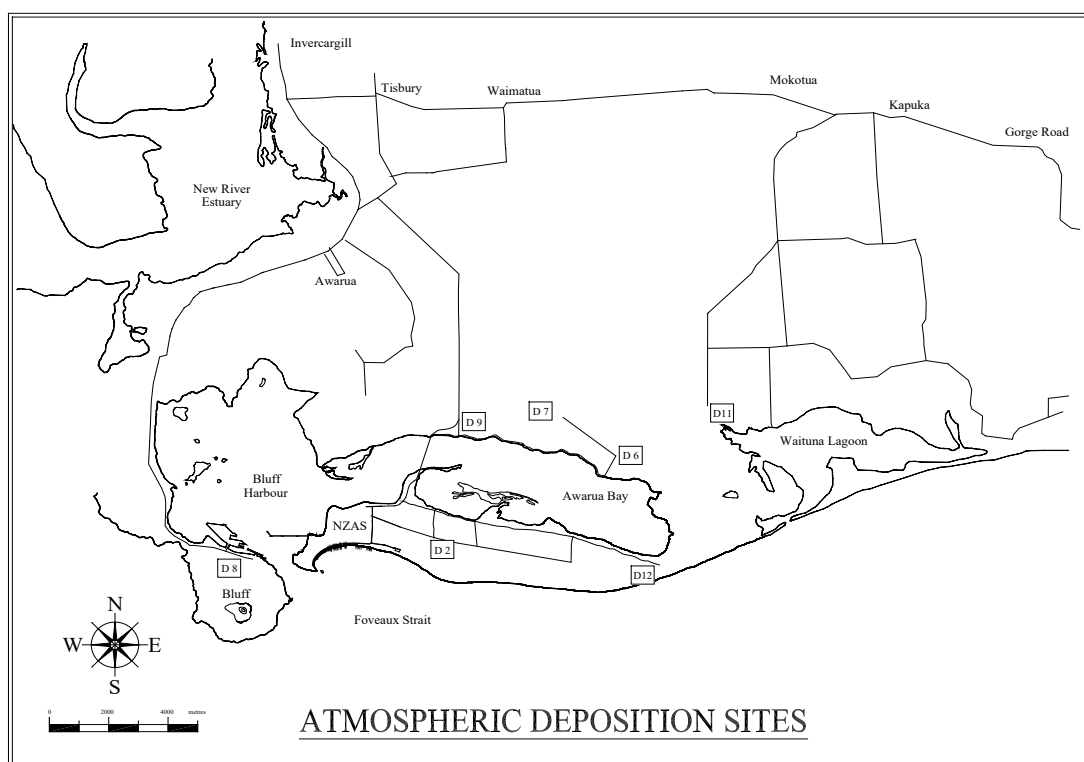 Invercargill
Tisbury
Waimatua
Mokotua
Kapuka
Gorge Road
New River
Estuary
Awarua
D 9
D 7
D11
D 6
Waituna Lagoon
Bluff
Harbour
Awarua Bay
NZAS
D 2
D 8
D12
Bluff
Foveaux Strait
N
W E
S
0 2000 4000 metres
ATMOSPHERIC DEPOSITION SITES